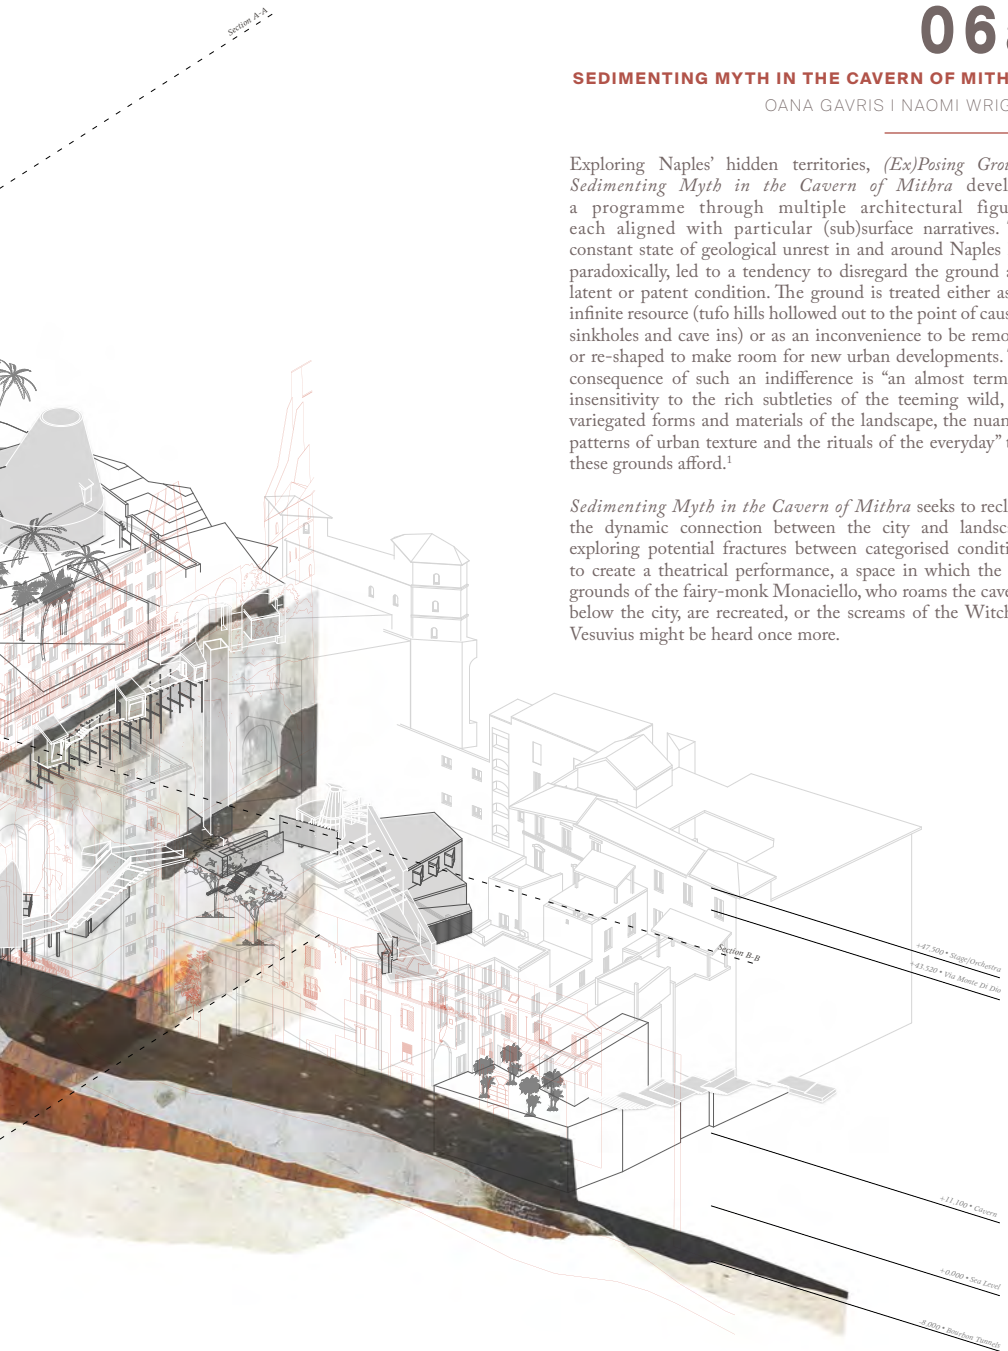 Section A-A
06
SEDIMENTING MYTH IN THE CAVERN OF MITH
OANA GAVRIS | NAOMI WRIG
Exploring Naples’ hidden territories, (Ex)Posing Grou
Sedimenting Myth in the Cavern of Mithra devel
a programme through multiple architectural figu
each aligned with particular (sub)surface narratives.
constant state of geological unrest in and around Naples
paradoxically, led to a tendency to disregard the ground
latent or patent condition. The ground is treated either as
infinite resource (tufo hills hollowed out to the point of caus
sinkholes and cave ins) or as an inconvenience to be remo
or re-shaped to make room for new urban developments.
consequence of such an indifference is “an almost term
insensitivity to the rich subtleties of the teeming wild,
variegated forms and materials of the landscape, the nuan
patterns of urban texture and the rituals of the everyday”
these grounds afford.¹
Sedimenting Myth in the Cavern of Mithra seeks to recl
the dynamic connection between the city and landsc
exploring potential fractures between categorised conditi
to create a theatrical performance, a space in which the
grounds of the fairy-monk Monaciello, who roams the cave
below the city, are recreated, or the screams of the Witch
Vesuvius might be heard once more.
Section B-B
+47.500 • Stage/Orchestra
+43.520 • Via Monte Di Dio
+11.100 • Cavern
+0.000 • Sea Level
-8.000 • Bourbon Tunnels